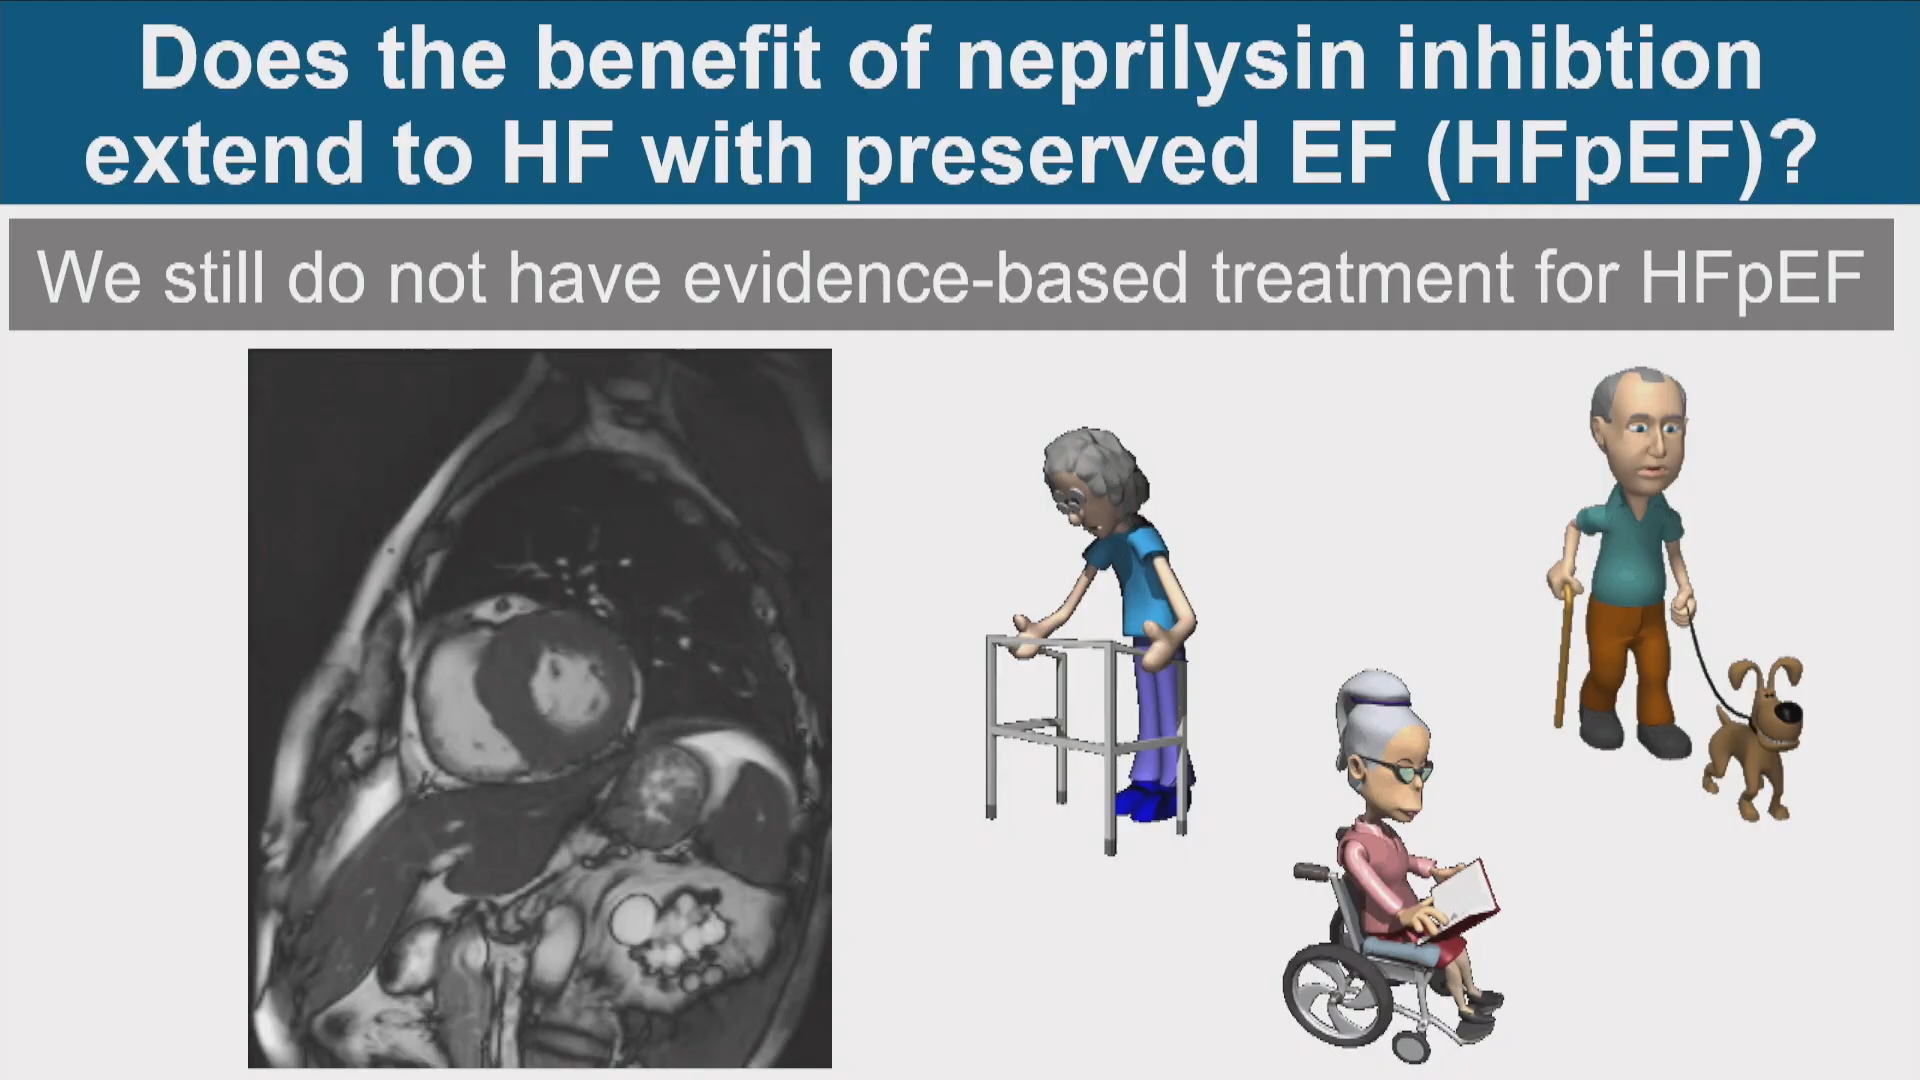 Does the benefit of neprilysin inhibtion
extend to HF with preserved EF (HFpEF)?
We still do not have evidence-based treatment for HFpEF